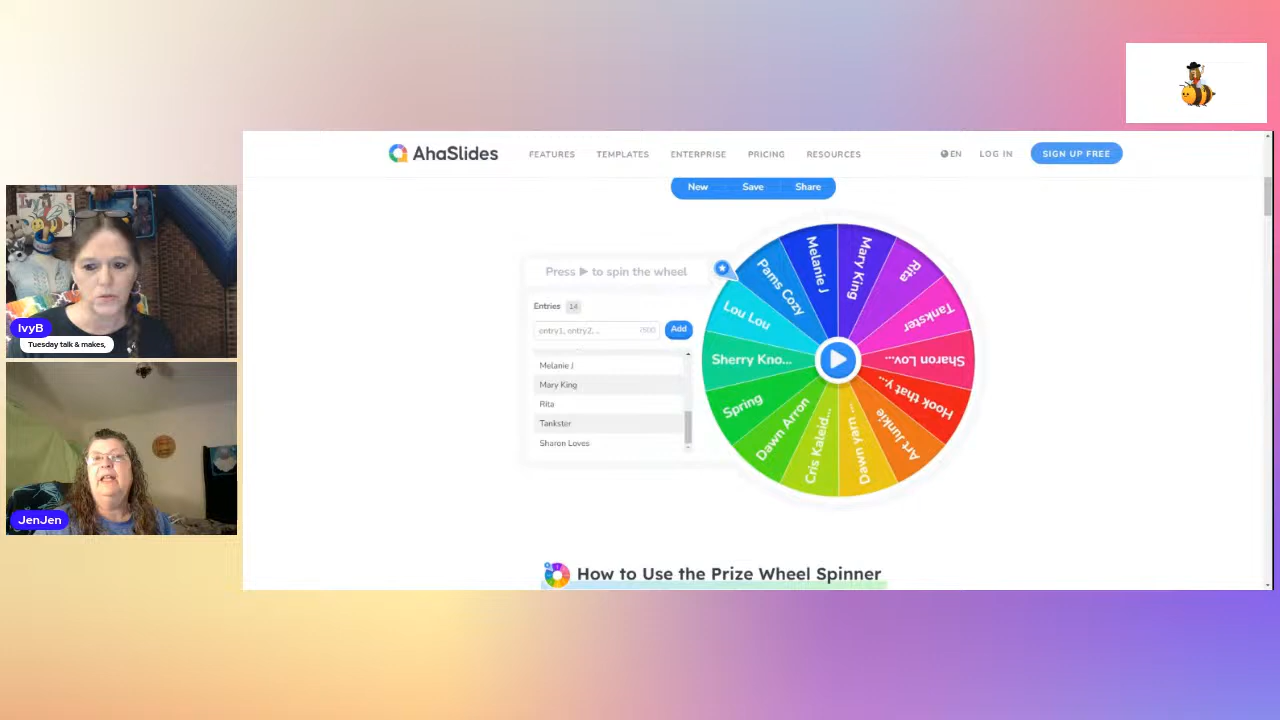 AhaSlides
FEATURES
TEMPLATES
ENTERPRISE
PRICING
RESOURCES
EN
LOG IN
SIGN UP FREE
New
Save
Share
Press ▶ to spin the wheel
Entries 14
entry1, entry2, ...
Add
Melanie J
Mary King
Rita
Tankster
Sharon Loves
Melanie J
Mary King
Rita
Tankster
Sharon Lov...
Hook that y...
Art Junkie
Dawn yarn ...
Cris Kaleid...
Dawn Arron
Spring
Sherry Kno...
Lou Lou
Pams Cozy
How to Use the Prize Wheel Spinner
IvyB
Tuesday talk & makes,
JenJen